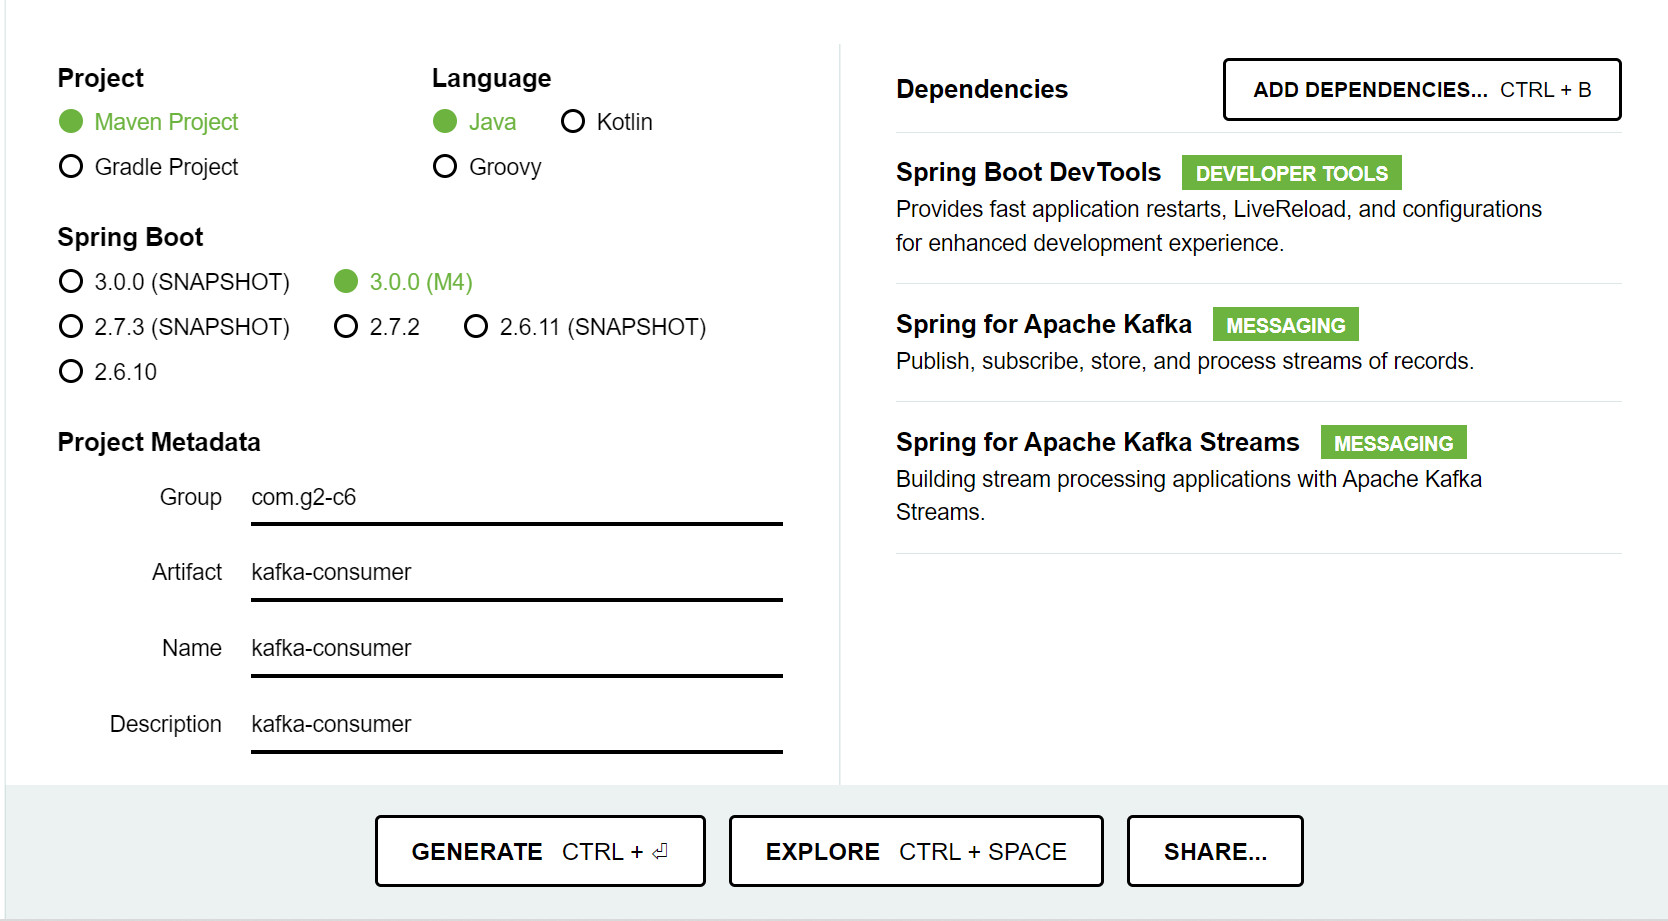 Project
Maven Project
Gradle Project
Language
Java Kotlin
Groovy
Spring Boot
3.0.0 (SNAPSHOT) 3.0.0 (M4)
2.7.3 (SNAPSHOT) 2.7.2 2.6.11 (SNAPSHOT)
2.6.10
Project Metadata
Group com.g2-c6
Artifact kafka-consumer
Name kafka-consumer
Description kafka-consumer
Dependencies ADD DEPENDENCIES... CTRL + B
Spring Boot DevTools DEVELOPER TOOLS
Provides fast application restarts, LiveReload, and configurations
for enhanced development experience.
Spring for Apache Kafka MESSAGING
Publish, subscribe, store, and process streams of records.
Spring for Apache Kafka Streams MESSAGING
Building stream processing applications with Apache Kafka
Streams.
GENERATE CTRL + ⏎ EXPLORE CTRL + SPACE SHARE...